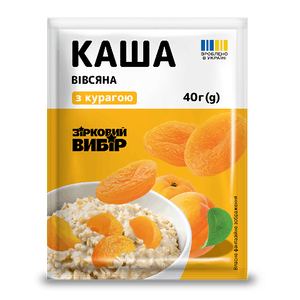 ЗРОБЛЕНО
В УКРАЇНІ
КАША
ВІВСЯНА
з курагою
40г(g)
ЗІРКОВИЙ
ВИБІР